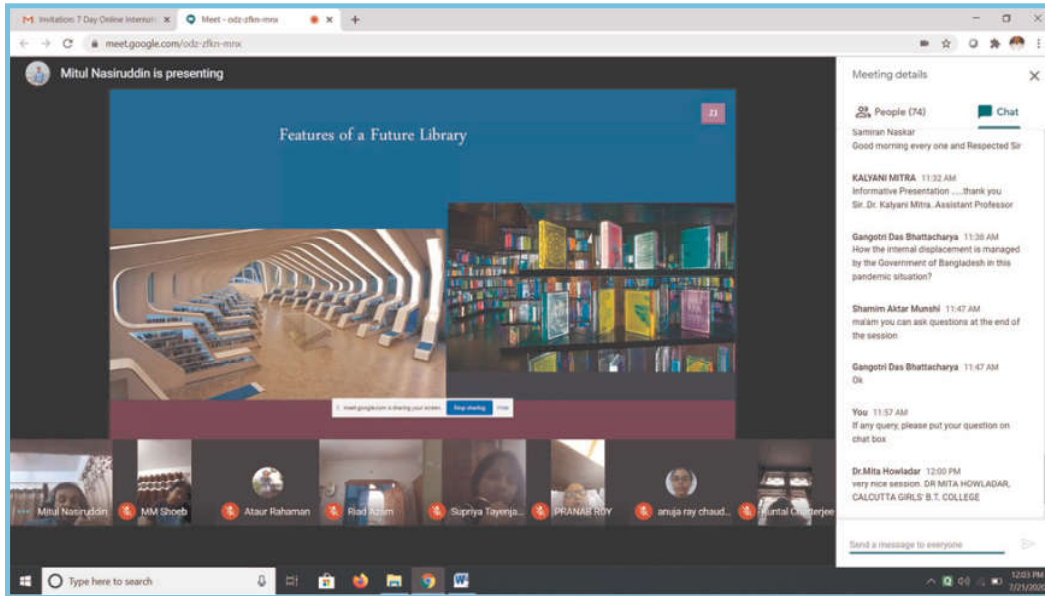 Invitation: 7 Day Online Internati
Meet - odz-zfkn-mnx
meet.google.com/odz-zfkn-mnx
Mitul Nasiruddin is presenting
23
Features of a Future Library
meet.google.com is sharing your screen.
Stop sharing
Hide
Mitul Nasiruddin
MM Shoeb
Ataur Rahaman
Riad Azam
Supriya Tayenja...
PRANAB ROY
anuja ray chaud...
Kuntal Chatterjee
Meeting details
People (74)
Chat
Samiran Naskar
Good morning every one and Respected Sir
KALYANI MITRA 11:32 AM
Informative Presentation .....thank you
Sir. Dr. Kalyani Mitra. Assistant Professor
Gangotri Das Bhattacharya 11:38 AM
How the internal displacement is managed
by the Government of Bangladesh in this
pandemic situation?
Shamim Aktar Munshi 11:47 AM
ma'am you can ask questions at the end of
the session
Gangotri Das Bhattacharya 11:47 AM
Ok
You 11:57 AM
If any query, please put your question on
chat box
Dr.Mita Howladar 12:00 PM
very nice session. DR MITA HOWLADAR,
CALCUTTA GIRLS' B.T. COLLEGE
Send a message to everyone
Type here to search
12:03 PM
7/21/2020